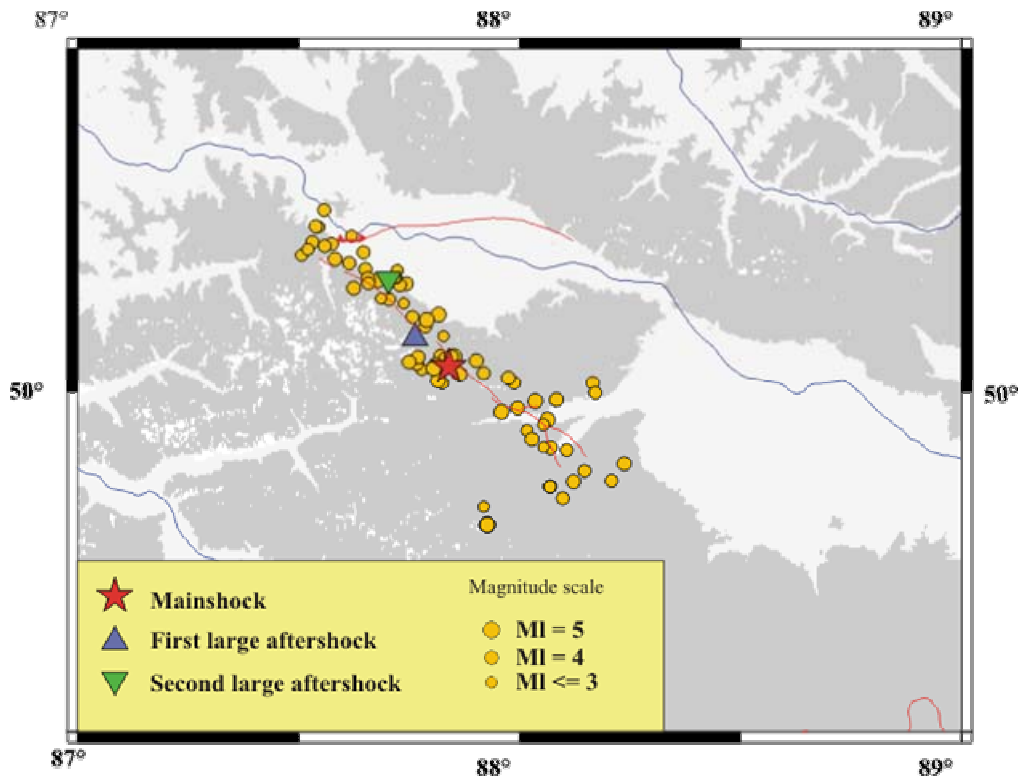 87° 88° 89°
50° 50°
Mainshock
First large aftershock
Second large aftershock
Magnitude scale
Ml = 5
Ml = 4
Ml <= 3
87° 88° 89°